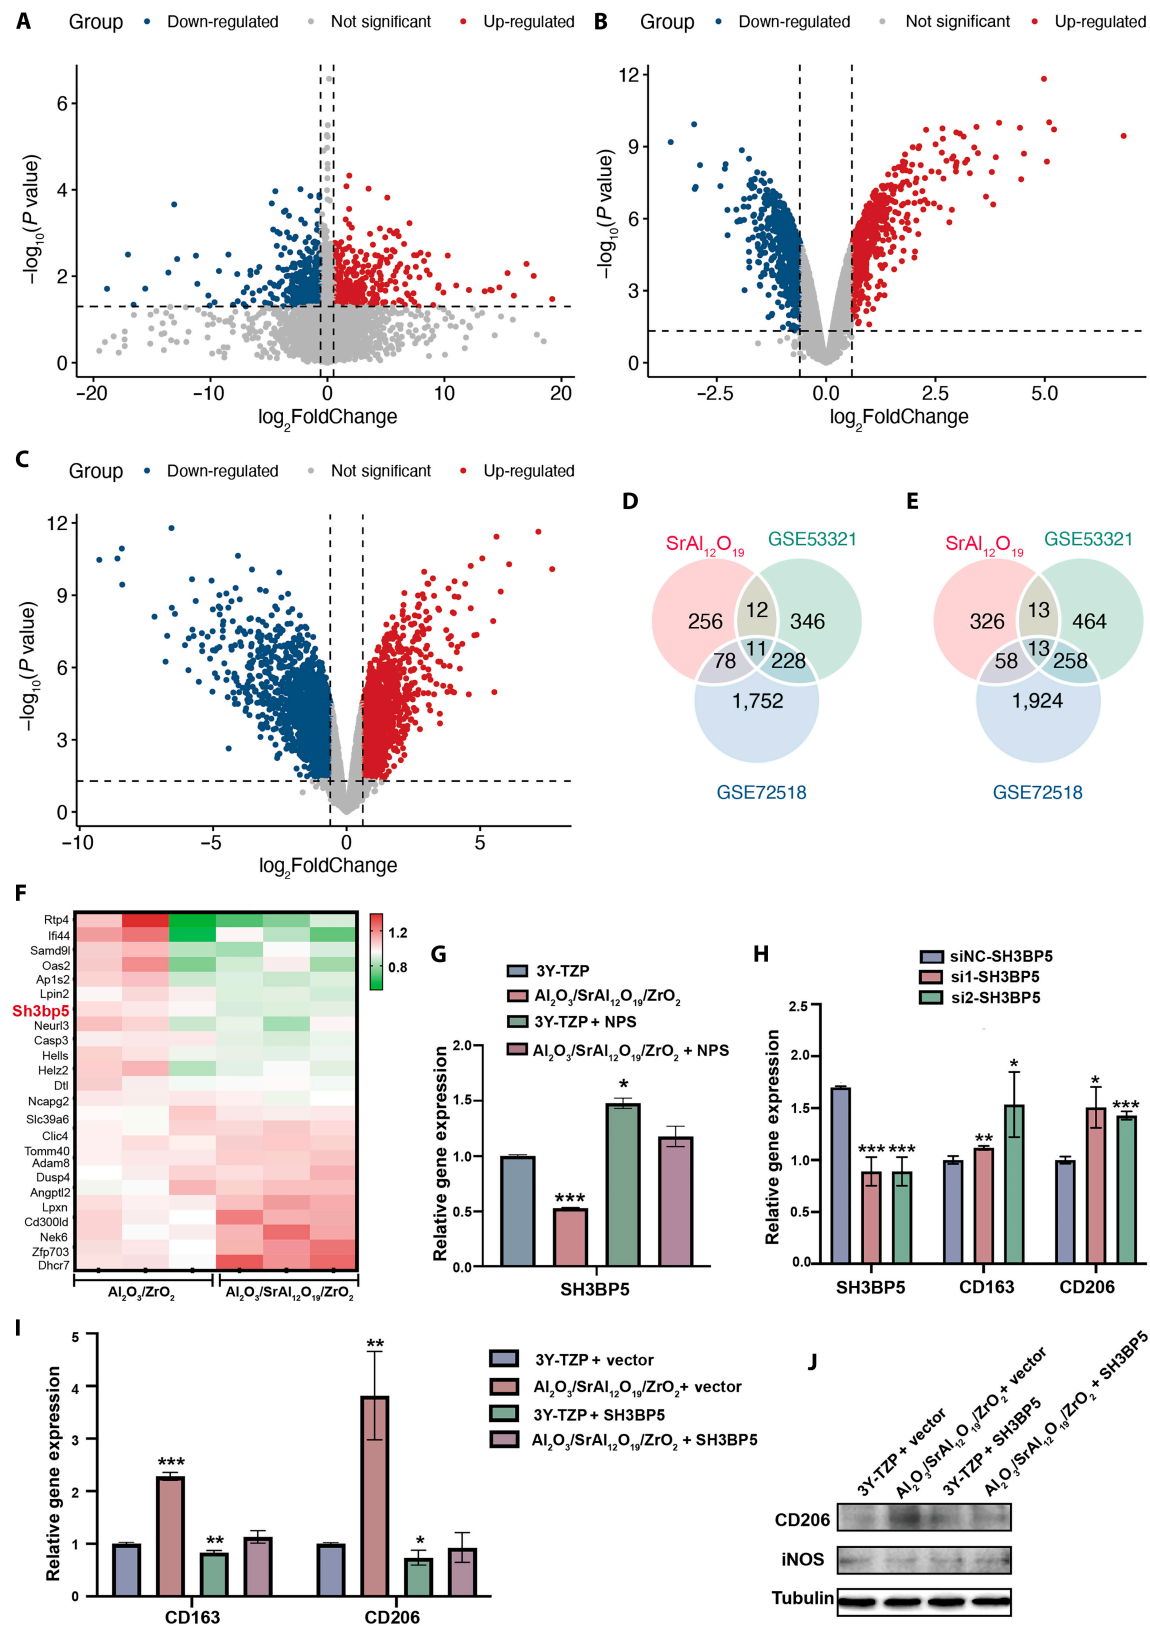 A
Group
Down-regulated
Not significant
Up-regulated
−log10(P value)
6
4
2
0
−20
−10
0
10
20
log2FoldChange
B
Group
Down-regulated
Not significant
Up-regulated
−log10(P value)
12
9
6
3
0
−2.5
0.0
2.5
5.0
log2FoldChange
C
Group
Down-regulated
Not significant
Up-regulated
−log10(P value)
12
9
6
3
0
−10
−5
0
5
log2FoldChange
D
SrAl12O19
GSE53321
256
12
346
11
78
228
1,752
GSE72518
E
SrAl12O19
GSE53321
326
13
464
13
58
258
1,924
GSE72518
F
Rtp4
Ifi44
Samd9l
Oas2
Ap1s2
Lpin2
Sh3bp5
Neurl3
Casp3
Hells
Helz2
Dtl
Ncapg2
Slc39a6
Clic4
Tomm40
Adam8
Dusp4
Angptl2
Lpxn
Cd300ld
Nek6
Zfp703
Dhcr7
1.2
0.8
Al2O3/ZrO2
Al2O3/SrAl12O19/ZrO2
G
3Y-TZP
Al2O3/SrAl12O19/ZrO2
3Y-TZP + NPS
Al2O3/SrAl12O19/ZrO2 + NPS
Relative gene expression
2.0
1.5
1.0
0.5
0.0
***
*
SH3BP5
H
siNC-SH3BP5
si1-SH3BP5
si2-SH3BP5
Relative gene expression
2.5
2.0
1.5
1.0
0.5
0.0
*** ***
**
*
*
***
SH3BP5
CD163
CD206
I
3Y-TZP + vector
Al2O3/SrAl12O19/ZrO2+ vector
3Y-TZP + SH3BP5
Al2O3/SrAl12O19/ZrO2 + SH3BP5
Relative gene expression
5
4
3
2
1
0
***
**
**
*
CD163
CD206
J
3Y-TZP + vector
Al2O3/SrAl12O19/ZrO2+ vector
3Y-TZP + SH3BP5
Al2O3/SrAl12O19/ZrO2 + SH3BP5
CD206
iNOS
Tubulin